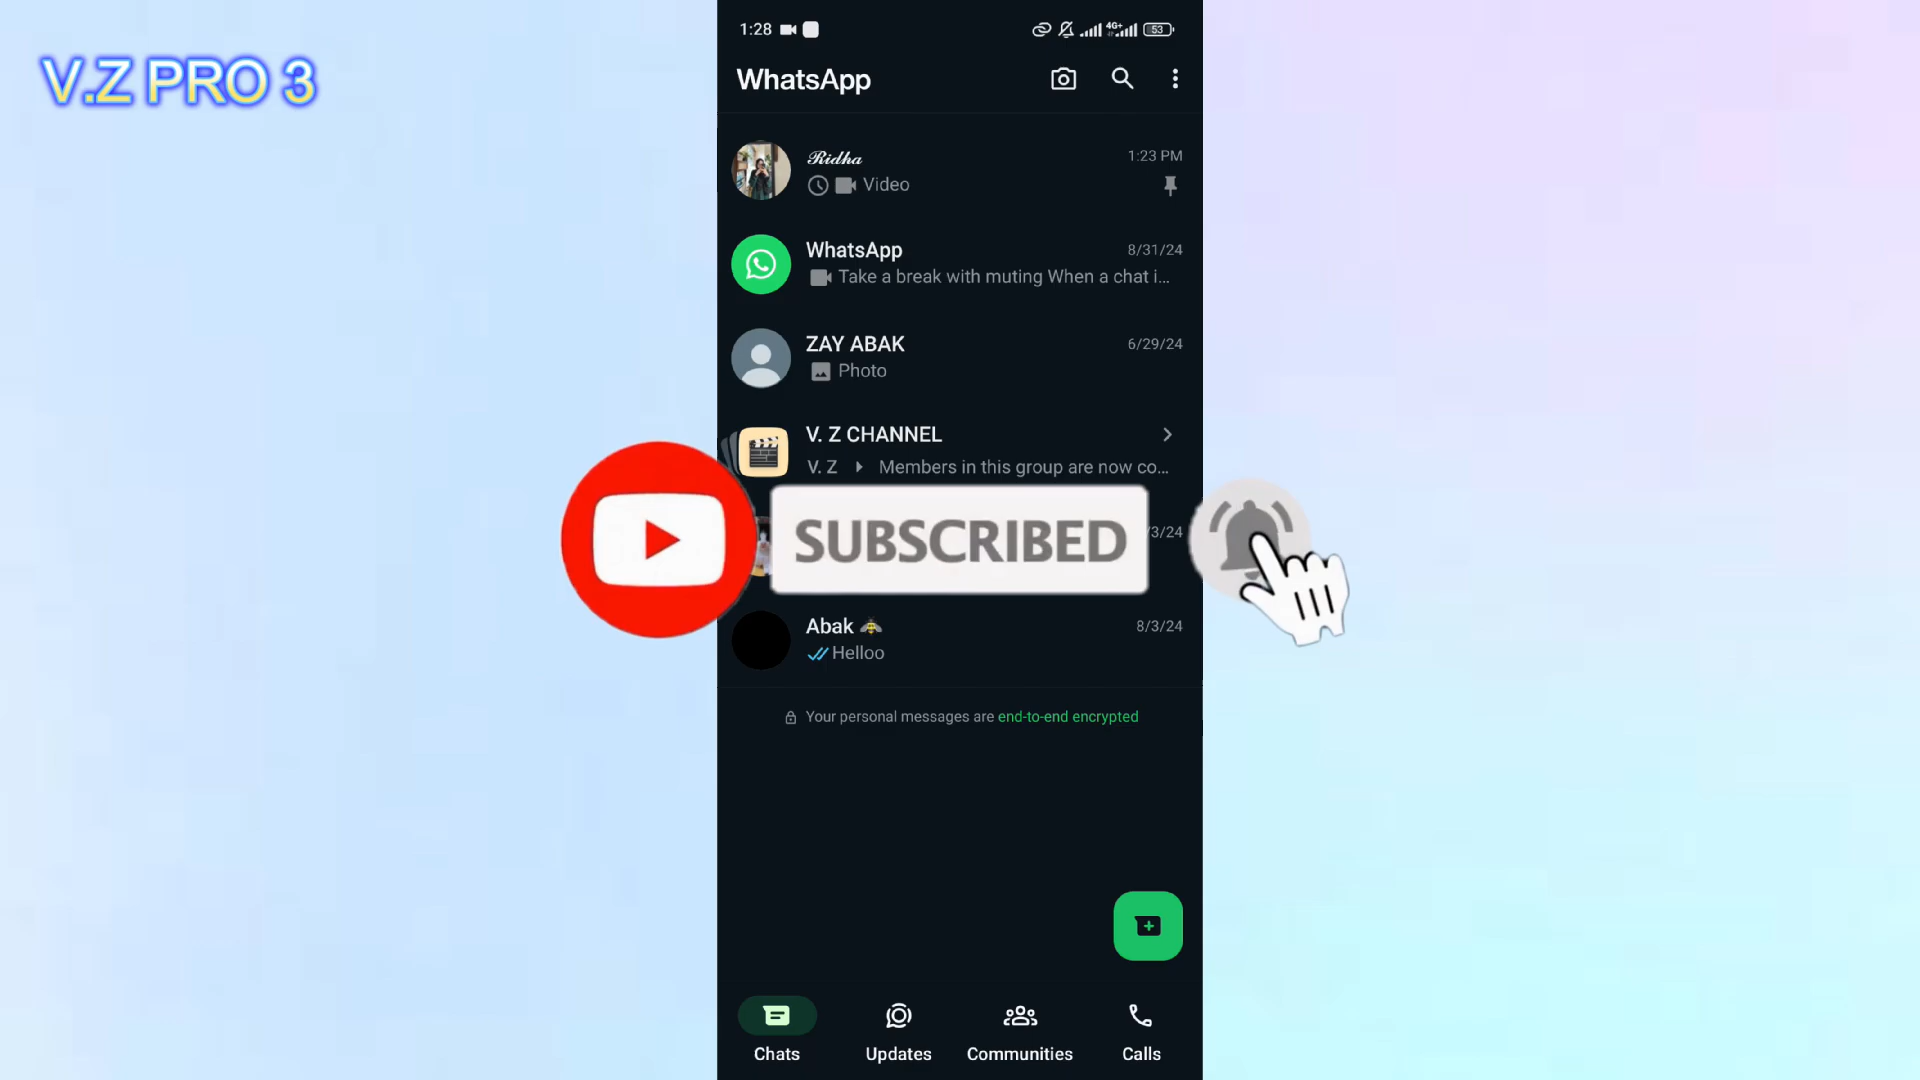 V.Z PRO 3
1:28
4G+
53
WhatsApp
Ridha
1:23 PM
Video
WhatsApp
8/31/24
Take a break with muting When a chat i...
ZAY ABAK
6/29/24
Photo
V. Z CHANNEL
V. Z Members in this group are now co...
SUBSCRIBED
/3/24
Abak
8/3/24
Helloo
Your personal messages are end-to-end encrypted
Chats
Updates
Communities
Calls